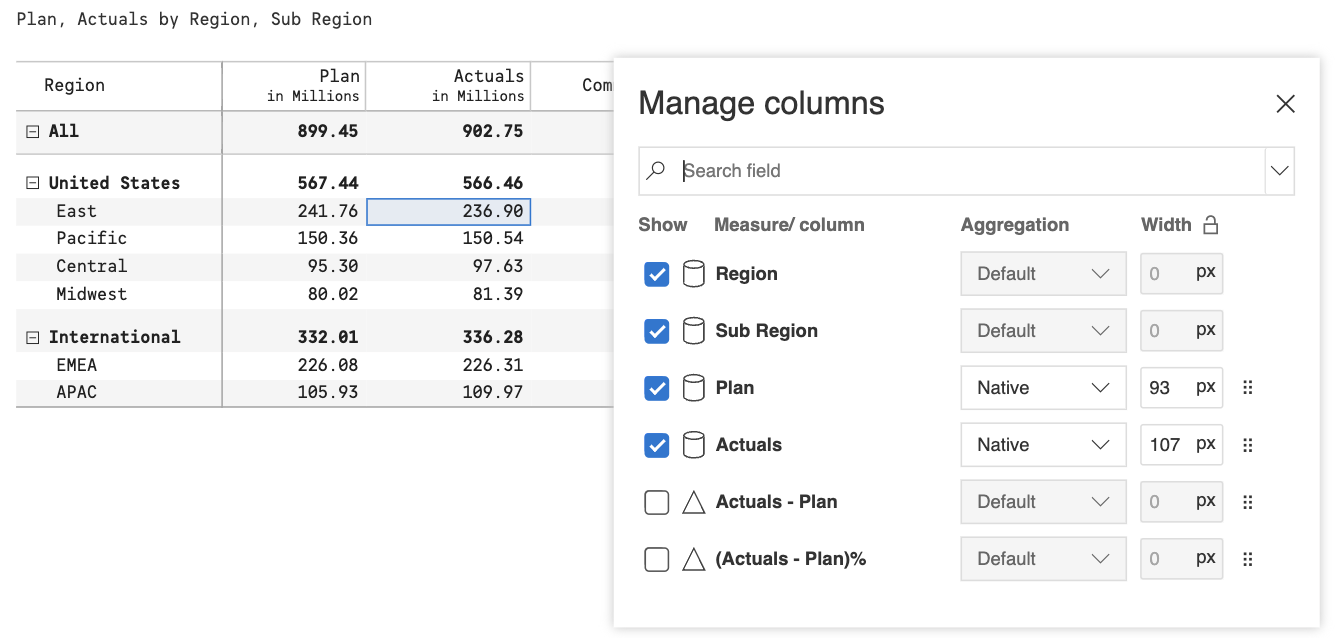 Plan, Actuals by Region, Sub Region
Region Plan in Millions Actuals in Millions
All 899.45 902.75
United States 567.44 566.46
East 241.76 236.90
Pacific 150.36 150.54
Central 95.30 97.63
Midwest 80.02 81.39
International 332.01 336.28
EMEA 226.08 226.31
APAC 105.93 109.97
Manage columns
Search field
Show Measure/ column Aggregation Width
Region Default 0 px
Sub Region Default 0 px
Plan Native 93 px
Actuals Native 107 px
Actuals - Plan Default 0 px
(Actuals - Plan)% Default 0 px